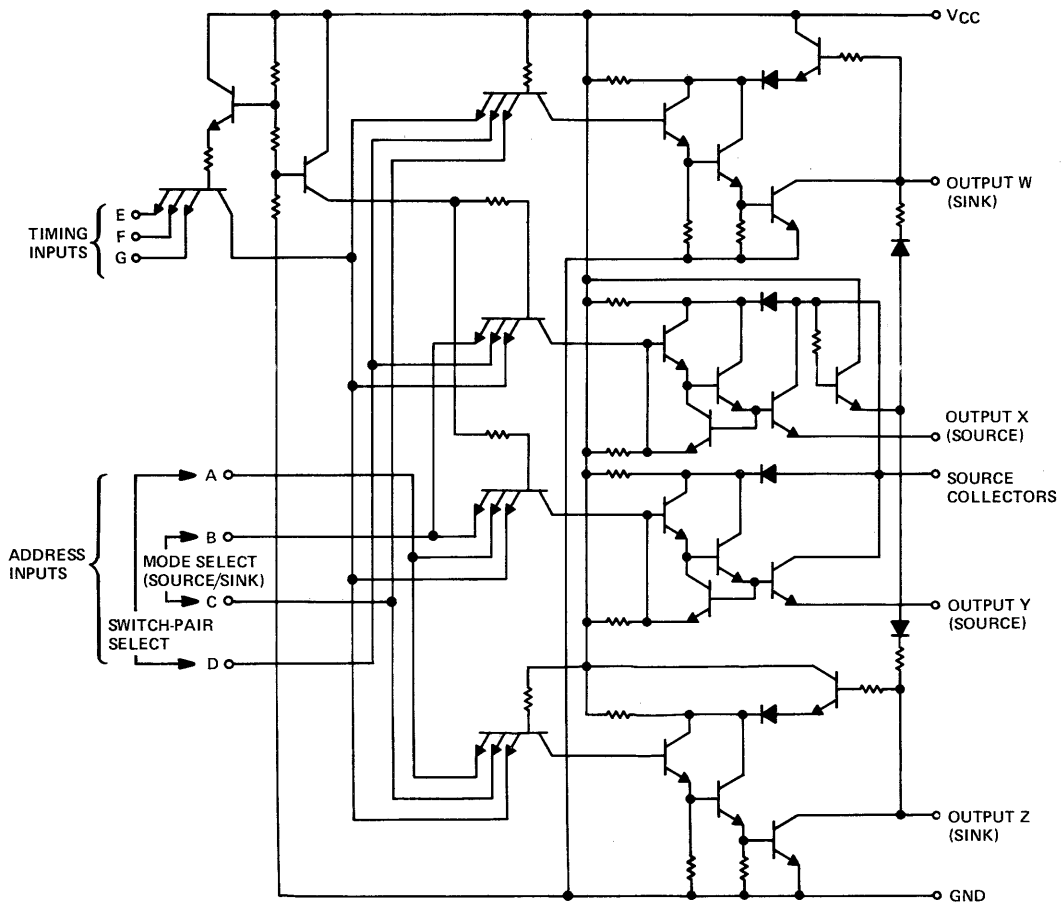 VCC
OUTPUT W
(SINK)
TIMING
INPUTS
E
F
G
OUTPUT X
(SOURCE)
SOURCE
COLLECTORS
ADDRESS
INPUTS
A
B
MODE SELECT
(SOURCE/SINK)
C
SWITCH-PAIR
SELECT
D
OUTPUT Y
(SOURCE)
OUTPUT Z
(SINK)
GND